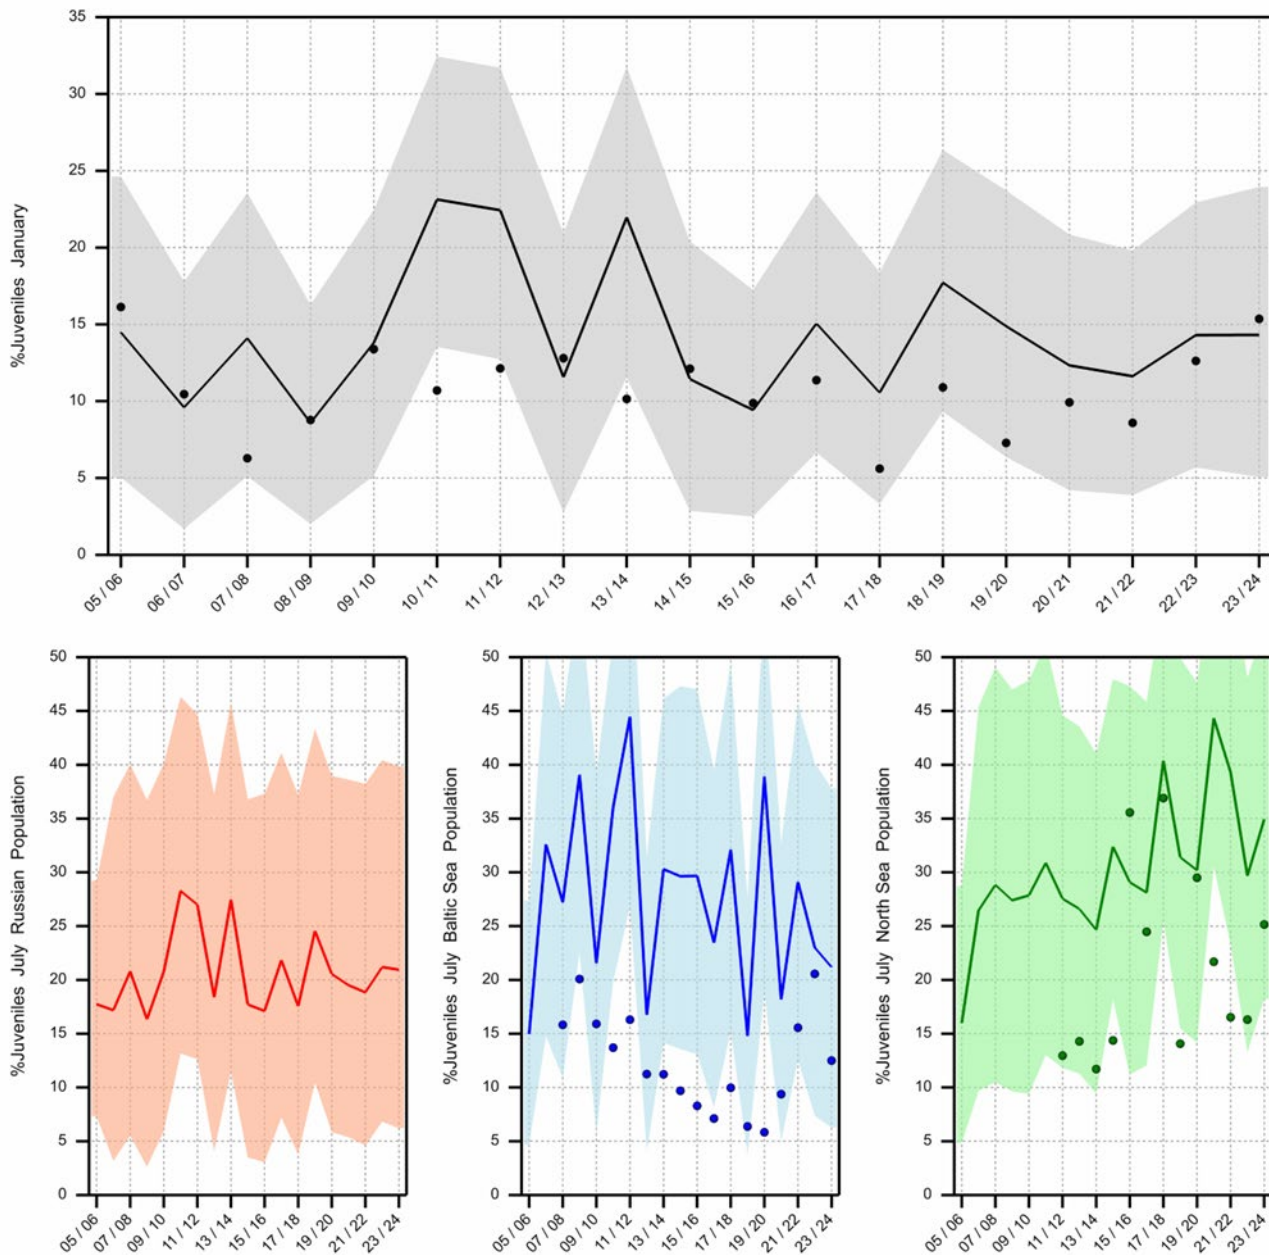 %Juveniles January
35
30
25
20
15
10
5
0
05 / 06
06 / 07
07 / 08
08 / 09
09 / 10
10 / 11
11 / 12
12 / 13
13 / 14
14 / 15
15 / 16
16 / 17
17 / 18
18 / 19
19 / 20
20 / 21
21 / 22
22 / 23
23 / 24
%Juveniles July Russian Population
50
45
40
35
30
25
20
15
10
5
0
05 / 06
07 / 08
09 / 10
11 / 12
13 / 14
15 / 16
17 / 18
19 / 20
21 / 22
23 / 24
%Juveniles July Baltic Sea Population
50
45
40
35
30
25
20
15
10
5
0
05 / 06
07 / 08
09 / 10
11 / 12
13 / 14
15 / 16
17 / 18
19 / 20
21 / 22
23 / 24
%Juveniles July North Sea Population
50
45
40
35
30
25
20
15
10
5
0
05 / 06
07 / 08
09 / 10
11 / 12
13 / 14
15 / 16
17 / 18
19 / 20
21 / 22
23 / 24